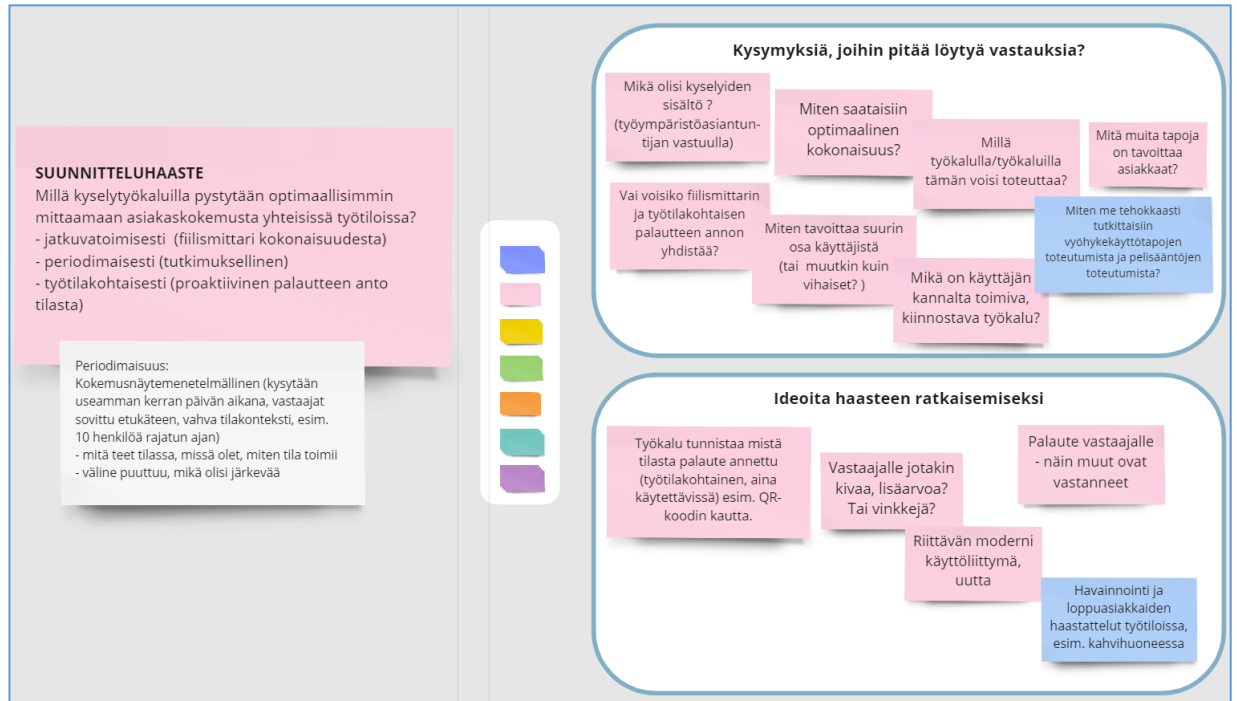 SUUNNITTELUHAASTE
Millä kyselytyökaluilla pystytään optimaallisimmin
mittaamaan asiakaskokemusta yhteisissä työtiloissa?
- jatkuvatoimisesti (fiilismittari kokonaisuudesta)
- periodimaisesti (tutkimuksellinen)
- työtilakohtaisesti (proaktiivinen palautteen anto
tilasta)
Periodimaisuus:
Kokemusnäytemenetelmällinen (kysytään
useamman kerran päivän aikana, vastaajat
sovittu etukäteen, vahva tilakonteksti, esim.
10 henkilöä rajatun ajan)
- mitä teet tilassa, missä olet, miten tila toimii
- väline puuttuu, mikä olisi järkevää
Kysymyksiä, joihin pitää löytyä vastauksia?
Mikä olisi kyselyiden
sisältö ?
(työympäristöasiantun-
tijan vastuulla)
Miten saataisiin
optimaalinen
kokonaisuus?
Millä
työkalulla/työkaluilla
tämän voisi toteuttaa?
Mitä muita tapoja
on tavoittaa
asiakkaat?
Vai voisiko fiilismittarin
ja työtilakohtaisen
palautteen annon
yhdistää?
Miten tavoittaa suurin
osa käyttäjistä
(tai muutkin kuin
vihaiset? )
Mikä on käyttäjän
kannalta toimiva,
kiinnostava työkalu?
Miten me tehokkaasti
tutkittaisiin
vyöhykekäyttötapojen
toteutumista ja pelisääntöjen
toteutumista?
Ideoita haasteen ratkaisemiseksi
Työkalu tunnistaa mistä
tilasta palaute annettu
(työtilakohtainen, aina
käytettävissä) esim. QR-
koodin kautta.
Vastaajalle jotakin
kivaa, lisäarvoa?
Tai vinkkejä?
Palaute vastaajalle
- näin muut ovat
vastanneet
Riittävän moderni
käyttöliittymä,
uutta
Havainnointi ja
loppuasiakkaiden
haastattelut työtiloissa,
esim. kahvihuoneessa